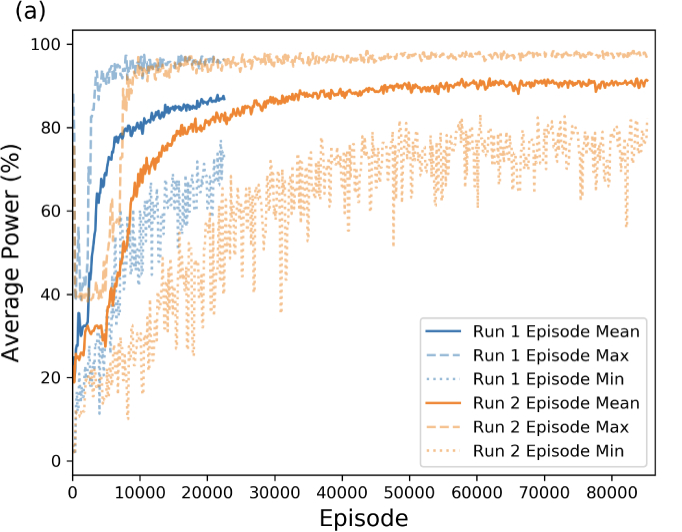 (a)
100
80
60
40
20
0
Average Power (%)
0 10000 20000 30000 40000 50000 60000 70000 80000
Episode
Run 1 Episode Mean
Run 1 Episode Max
Run 1 Episode Min
Run 2 Episode Mean
Run 2 Episode Max
Run 2 Episode Min